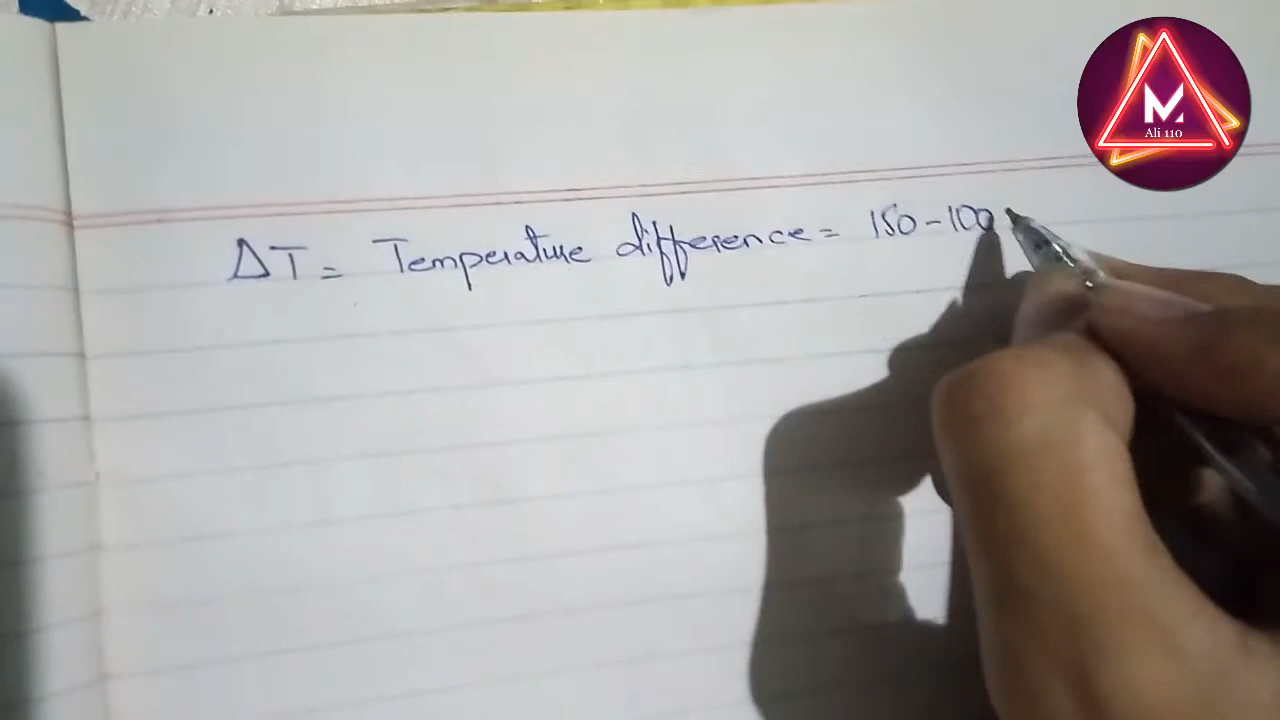 M
Ali 110
ΔT = Temperature difference = 150-100